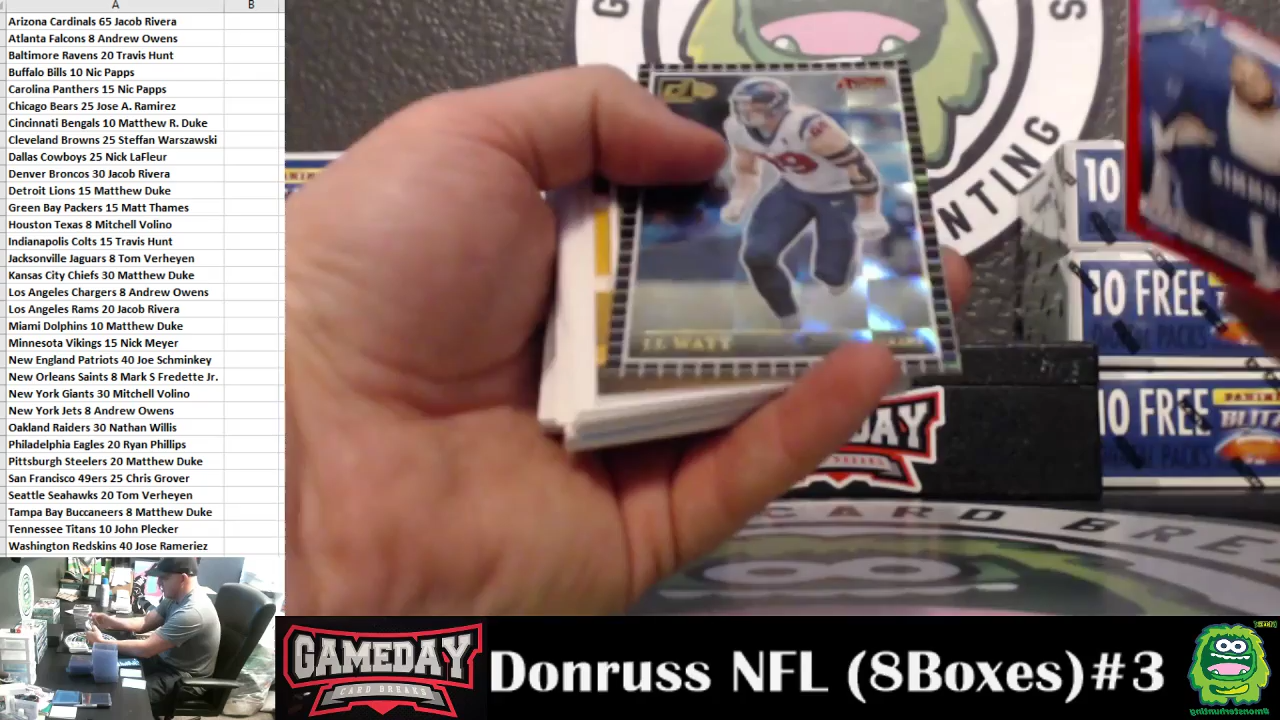 A B
Arizona Cardinals 65 Jacob Rivera
Atlanta Falcons 8 Andrew Owens
Baltimore Ravens 20 Travis Hunt
Buffalo Bills 10 Nic Papps
Carolina Panthers 15 Nic Papps
Chicago Bears 25 Jose A. Ramirez
Cincinnati Bengals 10 Matthew R. Duke
Cleveland Browns 25 Steffan Warszawski
Dallas Cowboys 25 Nick LaFleur
Denver Broncos 30 Jacob Rivera
Detroit Lions 15 Matthew Duke
Green Bay Packers 15 Matt Thames
Houston Texas 8 Mitchell Volino
Indianapolis Colts 15 Travis Hunt
Jacksonville Jaguars 8 Tom Verheyen
Kansas City Chiefs 30 Matthew Duke
Los Angeles Chargers 8 Andrew Owens
Los Angeles Rams 20 Jacob Rivera
Miami Dolphins 10 Matthew Duke
Minnesota Vikings 15 Nick Meyer
New England Patriots 40 Joe Schminkey
New Orleans Saints 8 Mark S Fredette Jr.
New York Giants 30 Mitchell Volino
New York Jets 8 Andrew Owens
Oakland Raiders 30 Nathan Willis
Philadelphia Eagles 20 Ryan Phillips
Pittsburgh Steelers 20 Matthew Duke
San Francisco 49ers 25 Chris Grover
Seattle Seahawks 20 Tom Verheyen
Tampa Bay Buccaneers 8 Matthew Duke
Tennessee Titans 10 John Plecker
Washington Redskins 40 Jose Rameriez
J.J. WATT
10
10 FREE
10 FREE
PANINI
BLITZ
NTING
CARD BRE
GAMEDAY
CARD BREAKS
Donruss NFL (8Boxes)#3
#monsterhunting